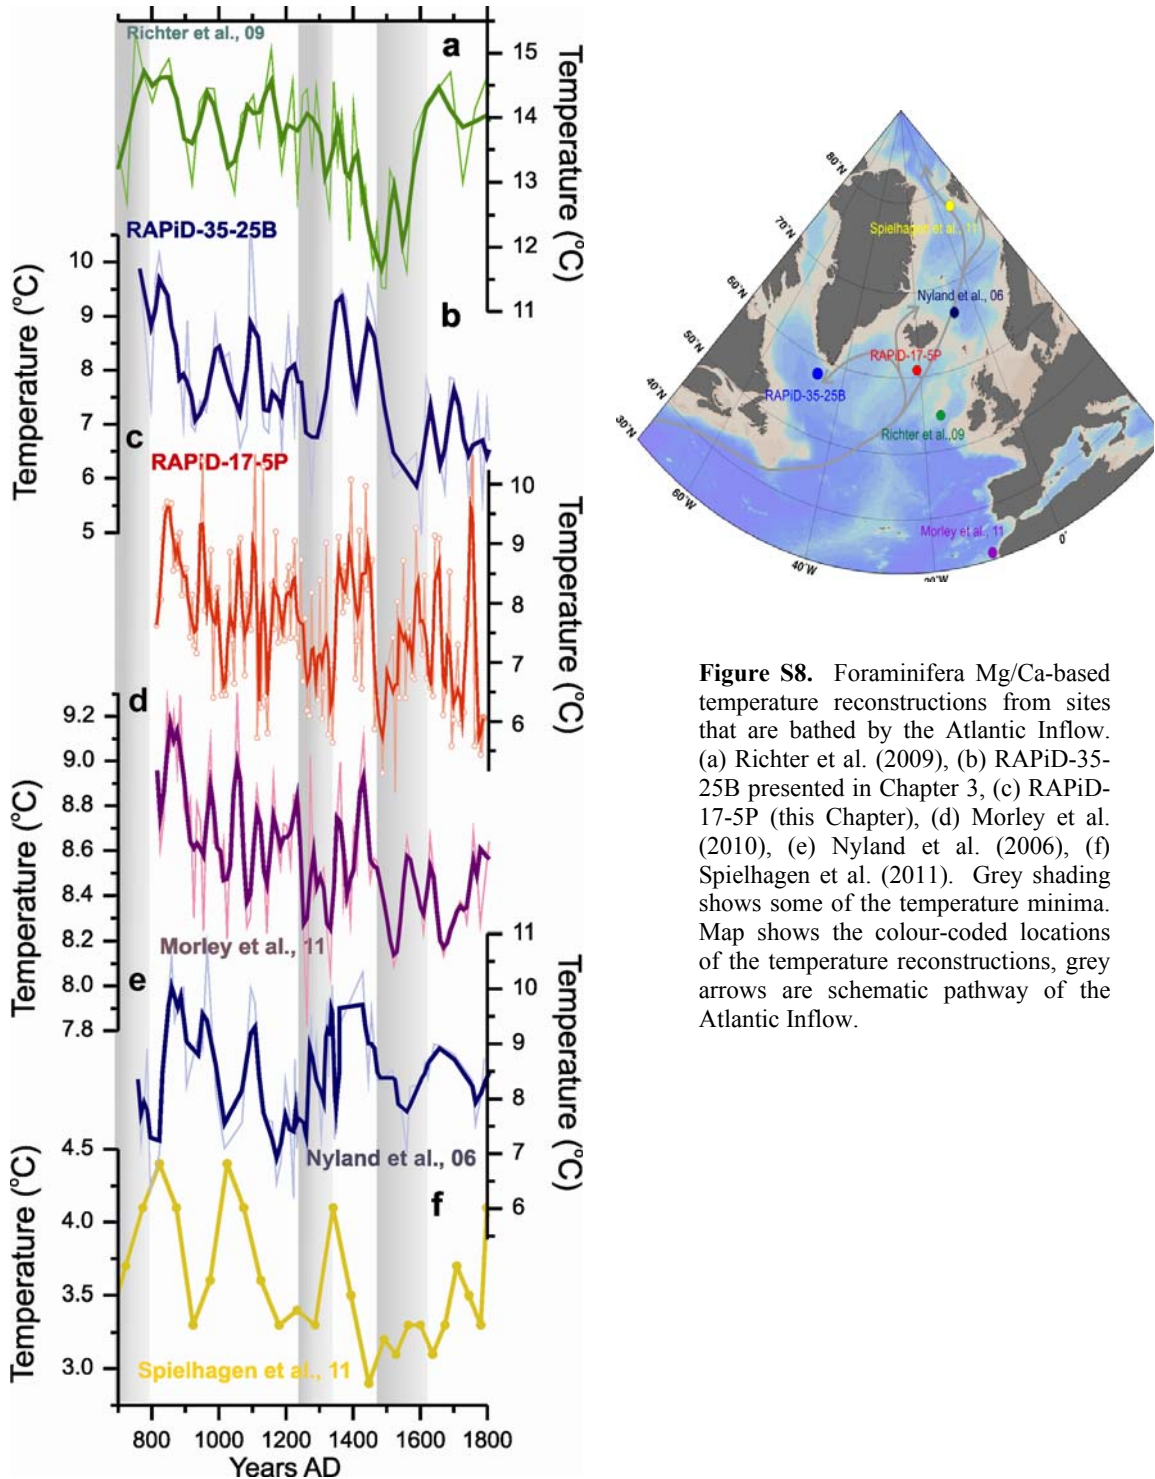 Richter et al., 09
a
15
14
13
12
11
Temperature (°C)
RAPiD-35-25B
b
10
9
8
7
6
5
Temperature (°C)
c
RAPiD-17-5P
10
9
8
7
6
Temperature (°C)
d
9.2
9.0
8.8
8.6
8.4
8.2
8.0
7.8
Temperature (°C)
Morley et al., 11
e
11
10
9
8
7
6
Temperature (°C)
Nyland et al., 06
f
4.5
4.0
3.5
3.0
Temperature (°C)
Spielhagen et al., 11
800 1000 1200 1400 1600 1800
Years AD
80°N
70°N
60°N
50°N
40°N
30°N
60°W
40°W
20°W
0°
Spielhagen et al., 11
Nyland et al., 06
RAPiD-17-5P
RAPiD-35-25B
Richter et al.,09
Morley et al., 11
Figure S8. Foraminifera Mg/Ca-based
temperature reconstructions from sites
that are bathed by the Atlantic Inflow.
(a) Richter et al. (2009), (b) RAPiD-35-
25B presented in Chapter 3, (c) RAPiD-
17-5P (this Chapter), (d) Morley et al.
(2010), (e) Nyland et al. (2006), (f)
Spielhagen et al. (2011). Grey shading
shows some of the temperature minima.
Map shows the colour-coded locations
of the temperature reconstructions, grey
arrows are schematic pathway of the
Atlantic Inflow.